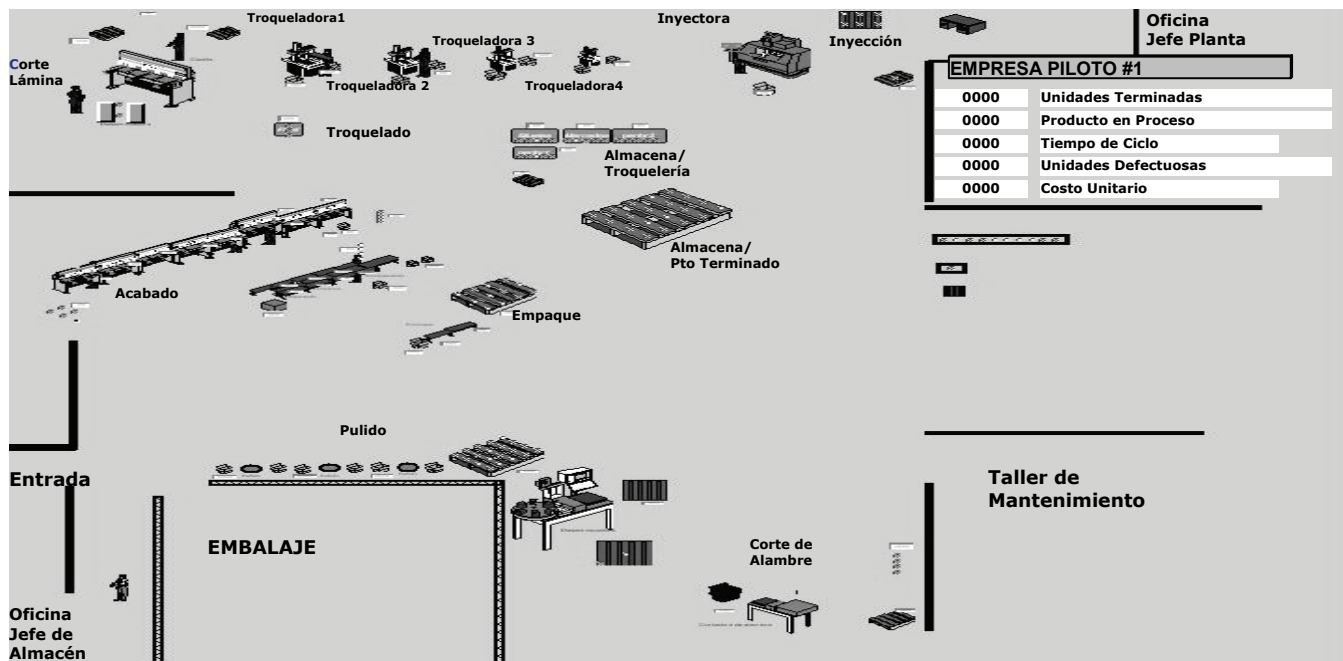 Troqueladora1
Inyectora
Oficina
Jefe Planta
Troqueladora 3
Inyección
Corte
Lámina
Troqueladora 2
Troqueladora4
EMPRESA PILOTO #1
0000 Unidades Terminadas
0000 Producto en Proceso
0000 Tiempo de Ciclo
0000 Unidades Defectuosas
0000 Costo Unitario
Troquelado
Almacena/
Troquelería
Almacena/
Pto Terminado
Acabado
Empaque
Pulido
Entrada
Taller de
Mantenimiento
EMBALAJE
Corte de
Alambre
Oficina
Jefe de
Almacén